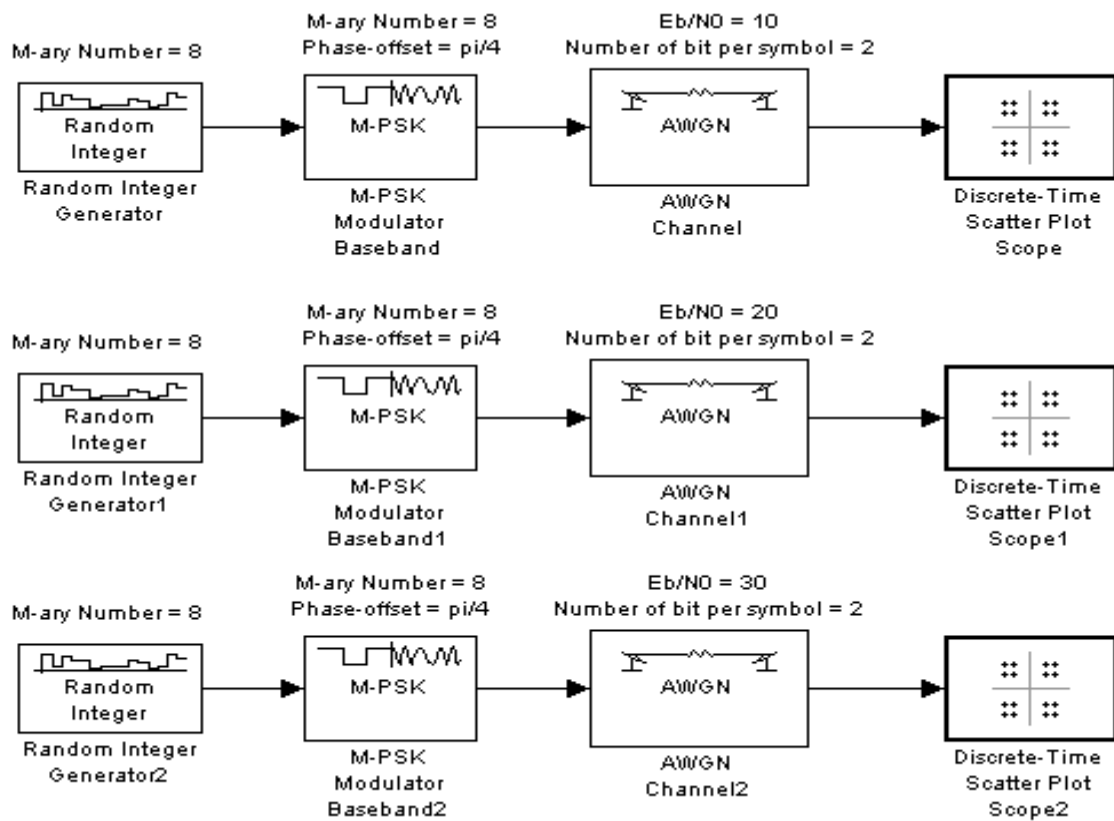 M-ary Number = 8
M-ary Number = 8
Phase-offset = pi/4
Eb/N0 = 10
Number of bit per symbol = 2
Random
Integer
M-PSK
AWGN
Random Integer
Generator
M-PSK
Modulator
Baseband
AWGN
Channel
Discrete-Time
Scatter Plot
Scope
M-ary Number = 8
M-ary Number = 8
Phase-offset = pi/4
Eb/N0 = 20
Number of bit per symbol = 2
Random
Integer
M-PSK
AWGN
Random Integer
Generator1
M-PSK
Modulator
Baseband1
AWGN
Channel1
Discrete-Time
Scatter Plot
Scope1
M-ary Number = 8
M-ary Number = 8
Phase-offset = pi/4
Eb/N0 = 30
Number of bit per symbol = 2
Random
Integer
M-PSK
AWGN
Random Integer
Generator2
M-PSK
Modulator
Baseband2
AWGN
Channel2
Discrete-Time
Scatter Plot
Scope2